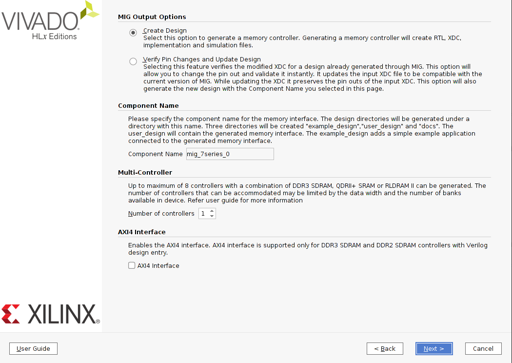 VIVADO
HLx Editions
MIG Output Options
Create Design
Select this option to generate a memory controller. Generating a memory controller will create RTL, XDC,
implementation and simulation files.
Verify Pin Changes and Update Design
Selecting this feature verifies the modified XDC for a design already generated through MIG. This option will
allow you to change the pin out and validate it instantly. It updates the input XDC file to be compatible with the
current version of MIG. While updating the XDC it preserves the pin outs of the input XDC. This option will also
generate the new design with the Component Name you selected in this page.
Component Name
Please specify the component name for the memory interface. The design directories will be generated under a
directory with this name. Three directories will be created "example_design","user_design" and "docs". The
user_design will contain the generated memory interface. The example_design adds a simple example application
connected to the generated memory interface.
Component Name mig_7series_0
Multi-Controller
Up to maximum of 8 controllers with a combination of DDR3 SDRAM, QDRII+ SRAM or RLDRAM II can be generated. The
number of controllers that can be accommodated may be limited by the data width and the number of banks
available in device. Refer user guide for more information
Number of controllers 1
AXI4 Interface
Enables the AXI4 interface. AXI4 interface is supported only for DDR3 SDRAM and DDR2 SDRAM controllers with Verilog
design entry.
AXI4 Interface
XILINX
User Guide
< Back
Next >
Cancel